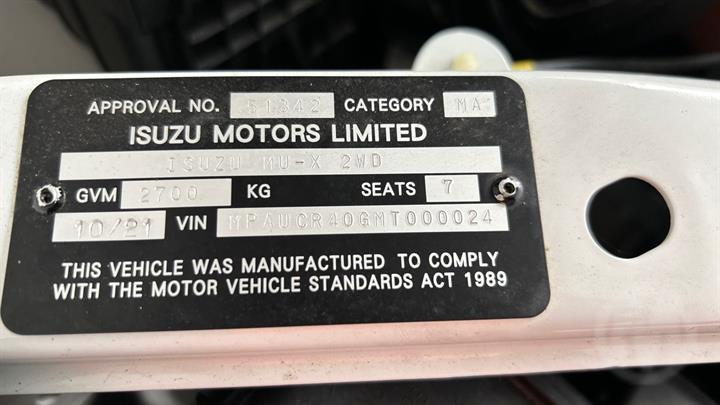 APPROVAL NO. 51342 CATEGORY MA
ISUZU MOTORS LIMITED
ISUZU MU-X 2WD
GVM 2700 KG SEATS 7
10/21 VIN MPAUCR40GMT000024
THIS VEHICLE WAS MANUFACTURED TO COMPLY
WITH THE MOTOR VEHICLE STANDARDS ACT 1989